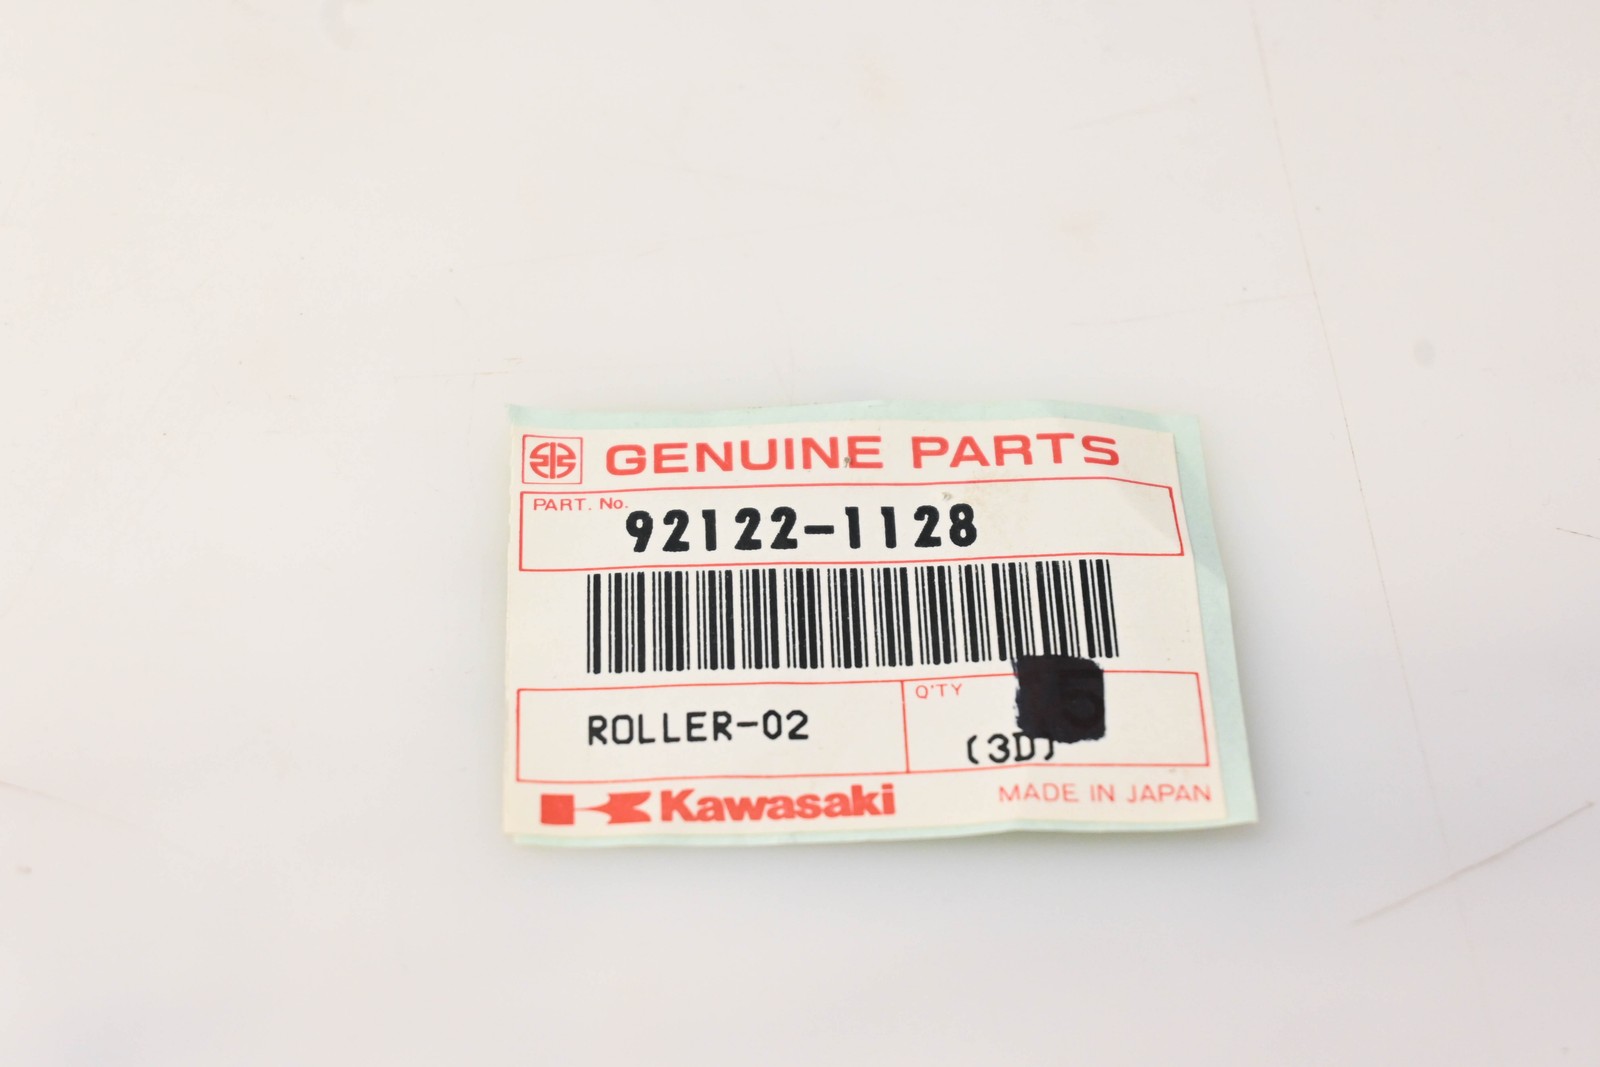 GENUINE PARTS
PART. No.
92122-1128
ROLLER-02
Q'TY
(3D)
Kawasaki
MADE IN JAPAN